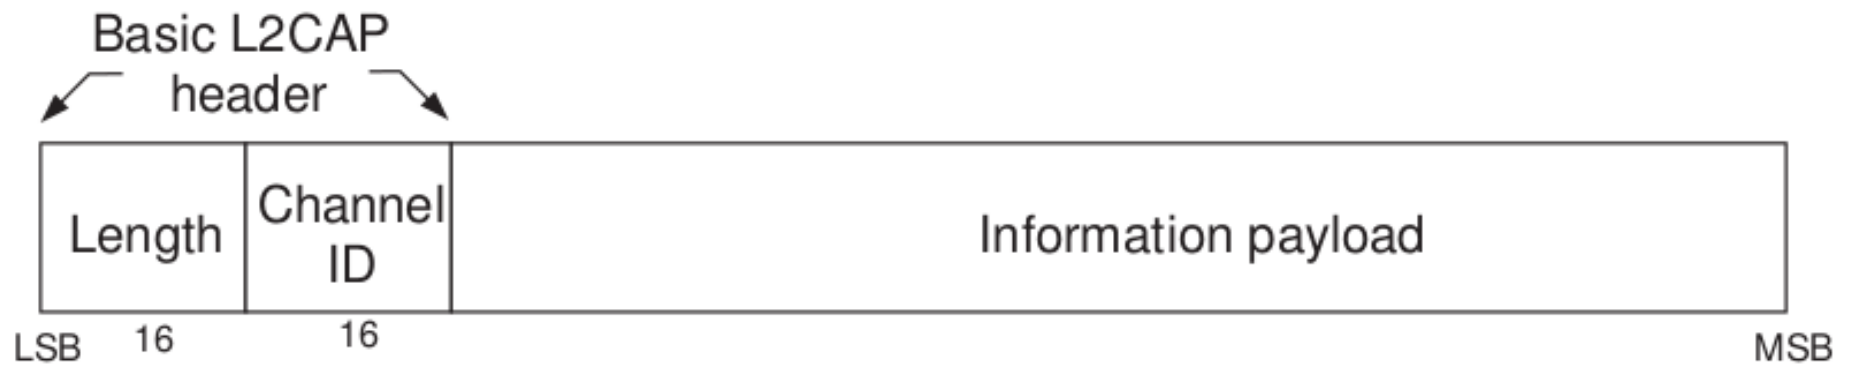 Basic L2CAP
header
Length
Channel
ID
Information payload
LSB
16
16
MSB